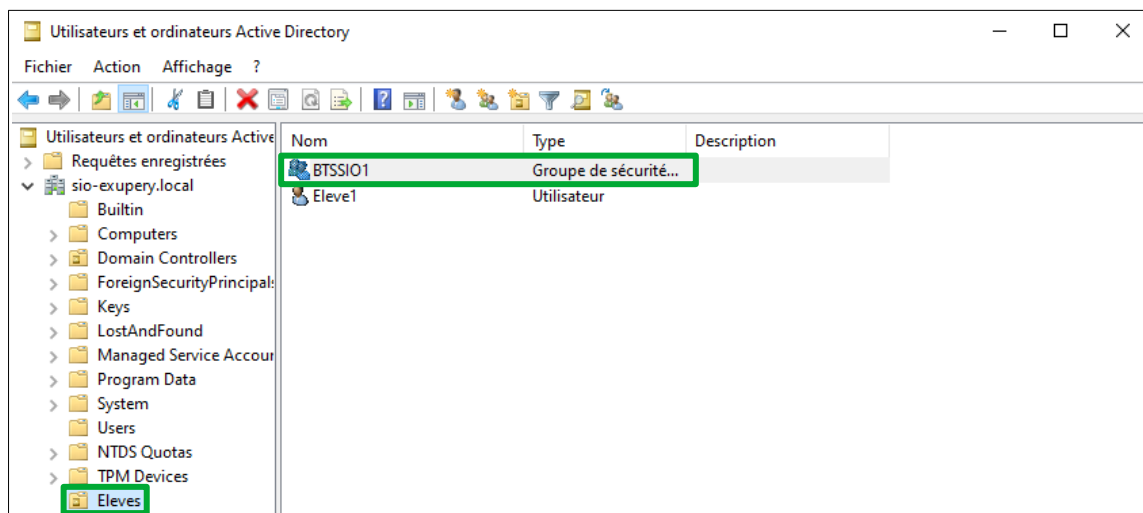 Utilisateurs et ordinateurs Active Directory
Fichier Action Affichage ?
Utilisateurs et ordinateurs Active
Requêtes enregistrées
sio-exupery.local
Builtin
Computers
Domain Controllers
ForeignSecurityPrincipals
Keys
LostAndFound
Managed Service Accour
Program Data
System
Users
NTDS Quotas
TPM Devices
Eleves
Nom Type Description
BTSSIO1 Groupe de sécurité...
Eleve1 Utilisateur